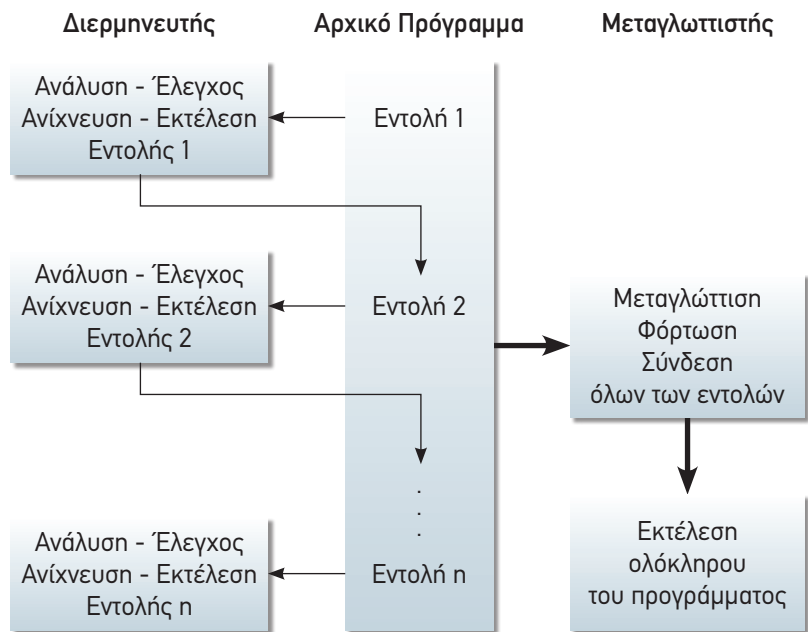 Διερμηνευτής
Αρχικό Πρόγραμμα
Μεταγλωττιστής
Ανάλυση - Έλεγχος
Ανίχνευση - Εκτέλεση
Εντολής 1
Εντολή 1
Ανάλυση - Έλεγχος
Ανίχνευση - Εκτέλεση
Εντολής 2
Εντολή 2
Μεταγλώττιση
Φόρτωση
Σύνδεση
όλων των εντολών
.
.
.
Ανάλυση - Έλεγχος
Ανίχνευση - Εκτέλεση
Εντολής n
Εντολή n
Εκτέλεση
ολόκληρου
του προγράμματος